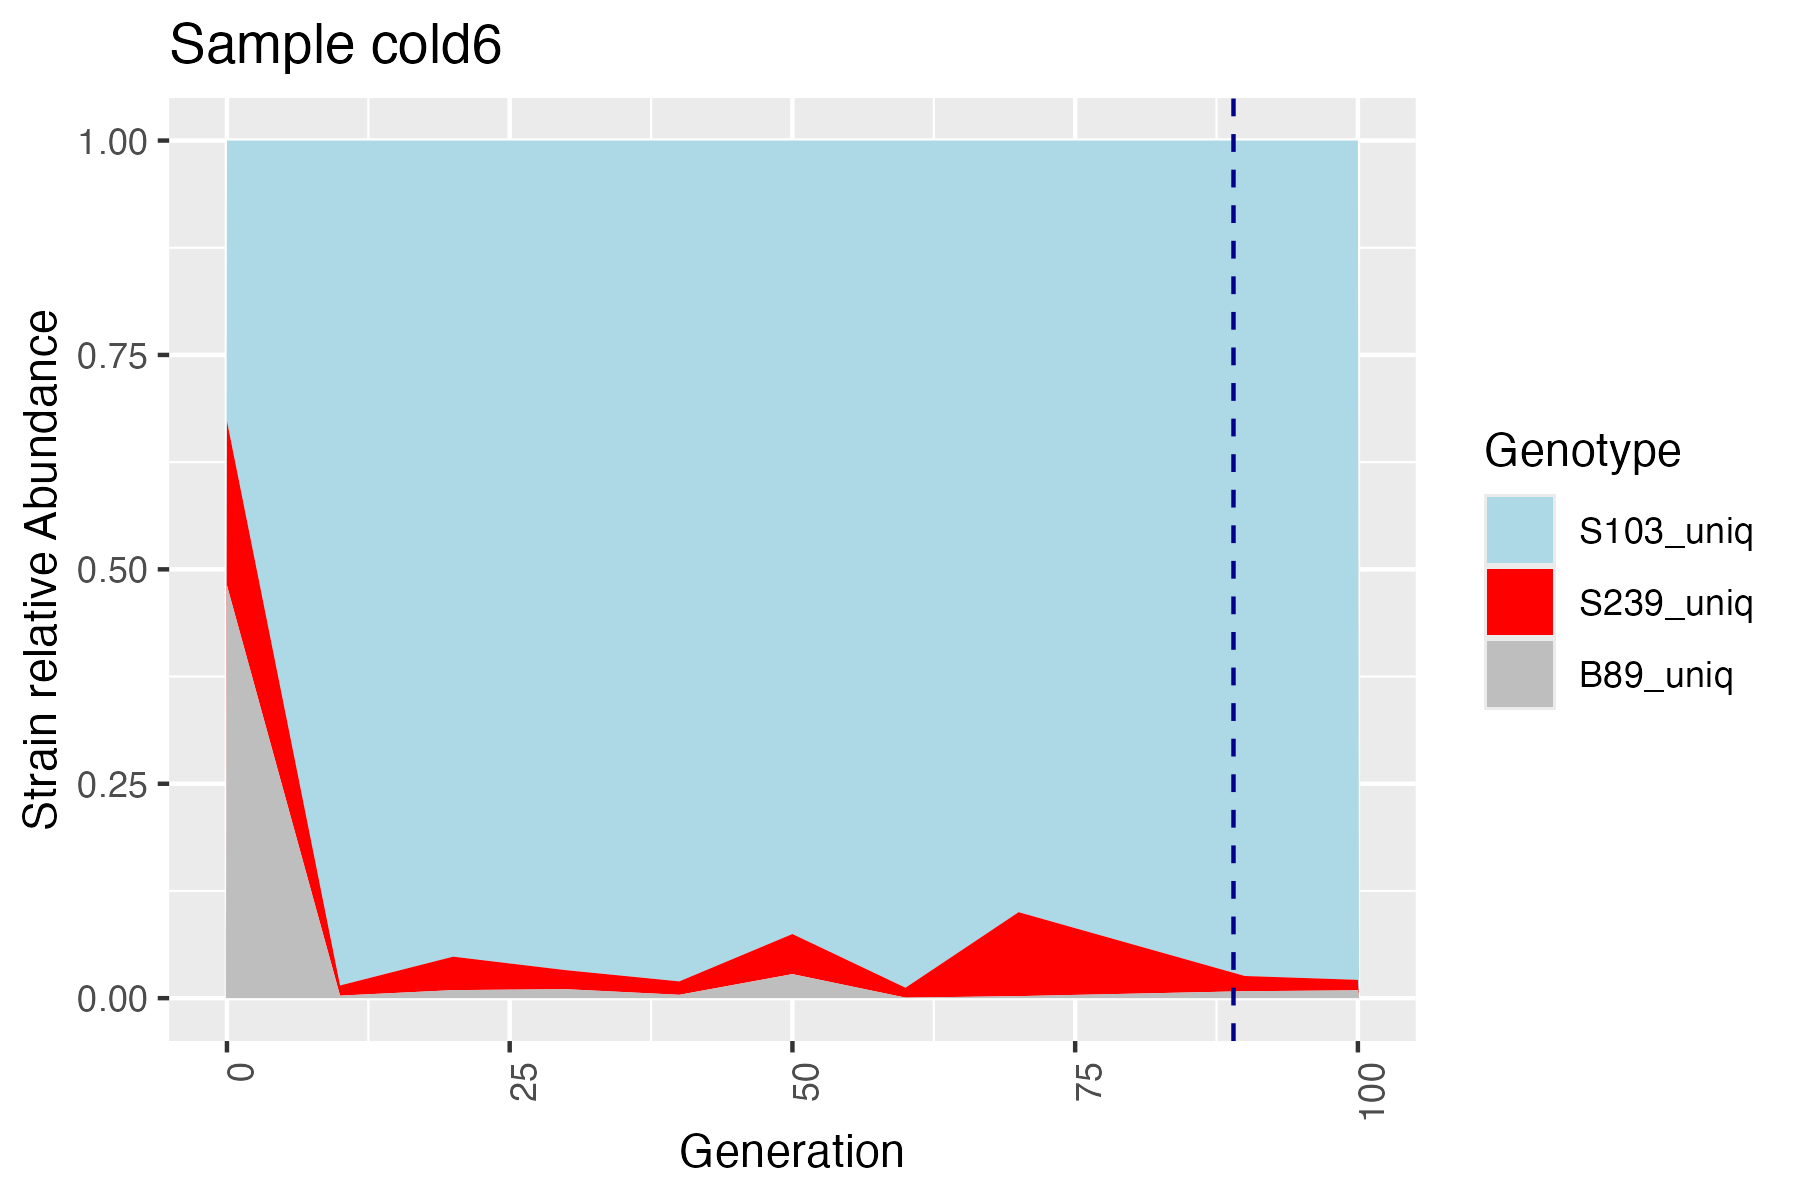 Sample cold6
Strain relative Abundance
1.00
0.75
0.50
0.25
0.00
0
25
50
75
100
Generation
Genotype
S103_uniq
S239_uniq
B89_uniq